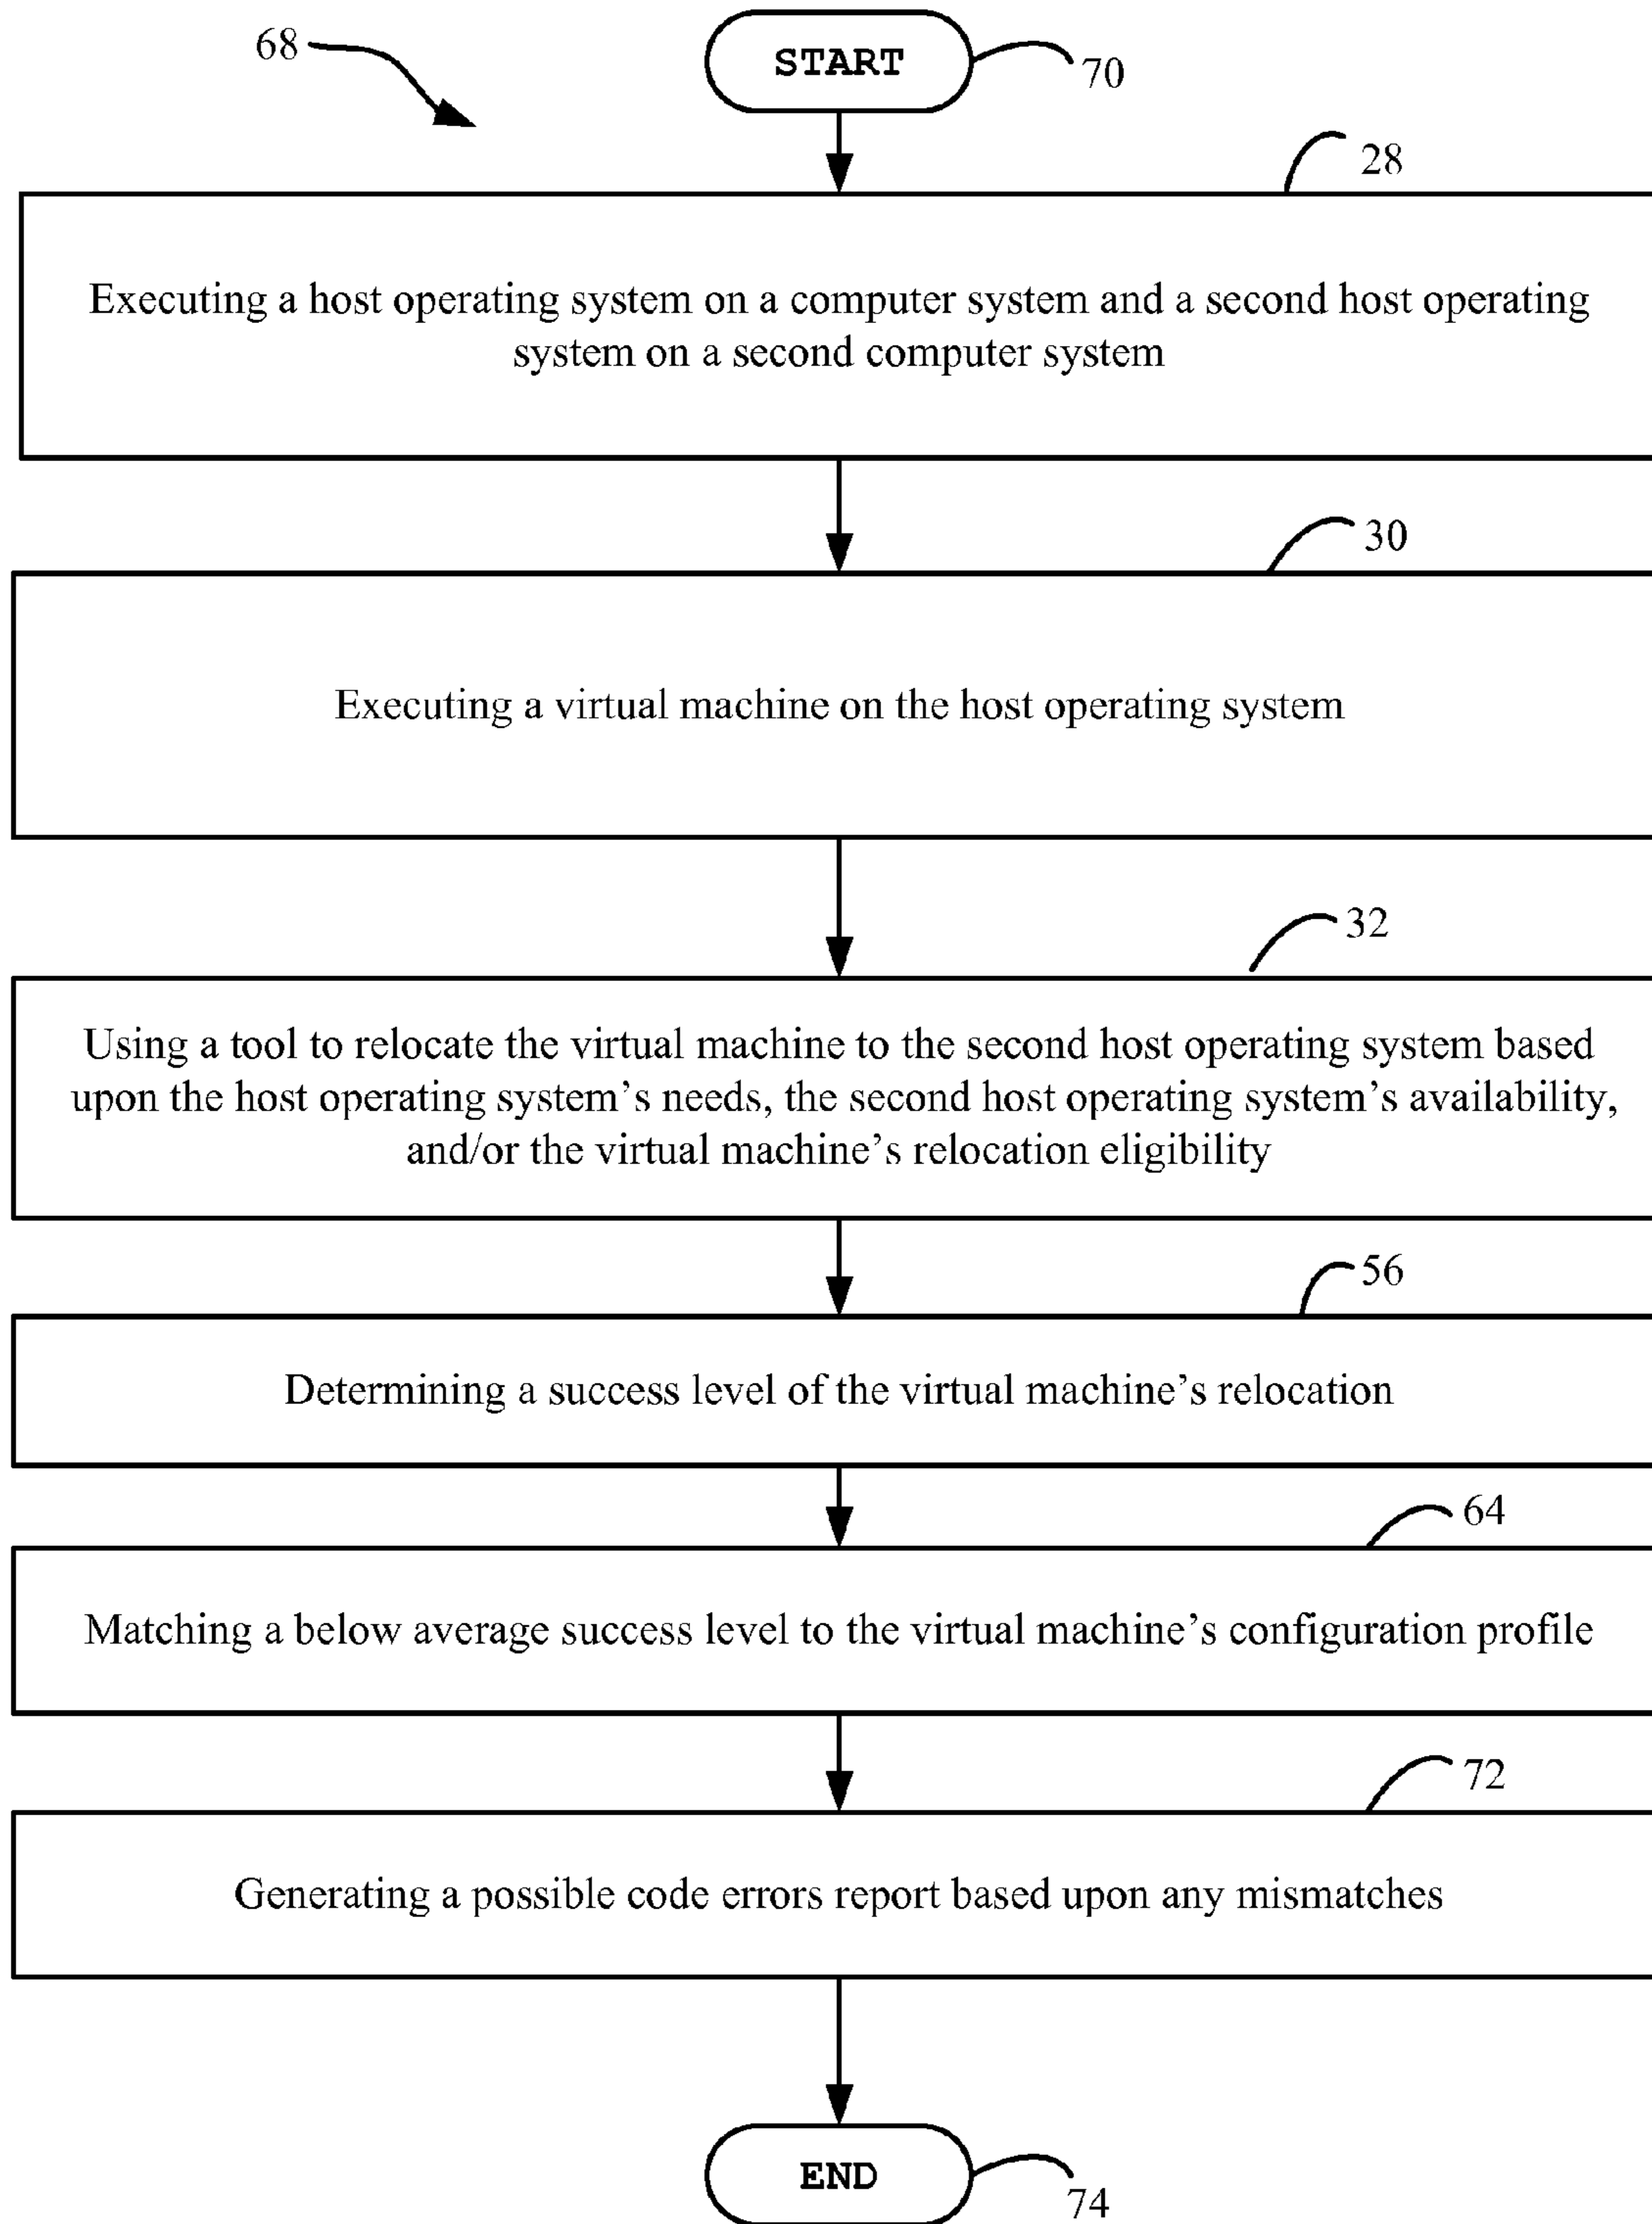 68
START
70
28
Executing a host operating system on a computer system and a second host operating
system on a second computer system
30
Executing a virtual machine on the host operating system
32
Using a tool to relocate the virtual machine to the second host operating system based
upon the host operating system’s needs, the second host operating system’s availability,
and/or the virtual machine’s relocation eligibility
56
Determining a success level of the virtual machine’s relocation
64
Matching a below average success level to the virtual machine’s configuration profile
72
Generating a possible code errors report based upon any mismatches
END
74